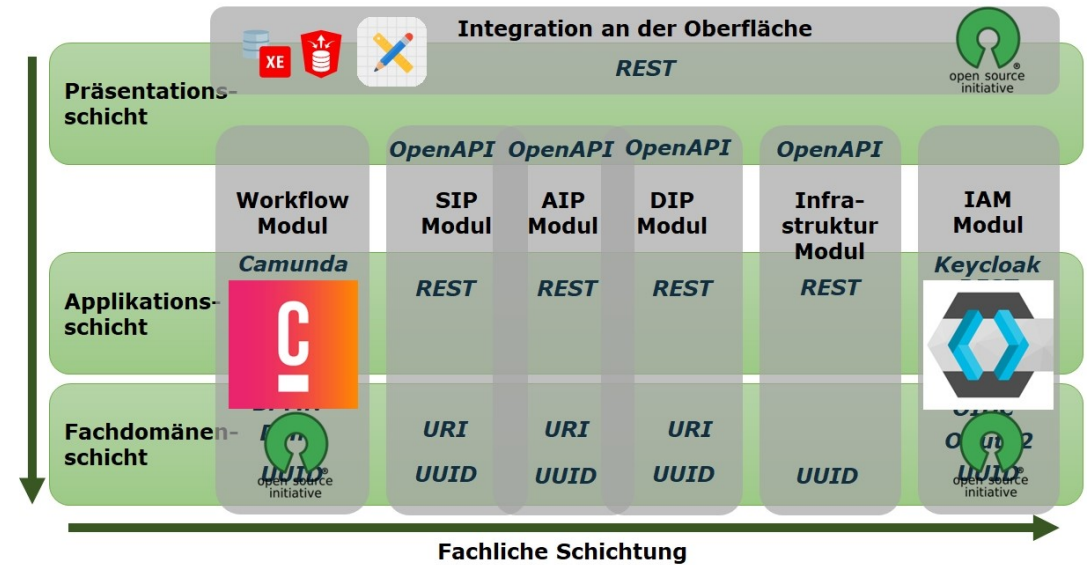 Integration an der Oberfläche
XE
REST
open source
initiative
Präsentations-
schicht
OpenAPI OpenAPI OpenAPI OpenAPI
Workflow
Modul
SIP
Modul
AIP
Modul
DIP
Modul
Infra-
struktur
Modul
IAM
Modul
Camunda
Keycloak
Applikations-
schicht
REST REST REST REST
C
Fachdomänen-
schicht
URI URI URI
UUID UUID UUID UUID UUID UUID
open source
initiative
open source
initiative
Fachliche Schichtung